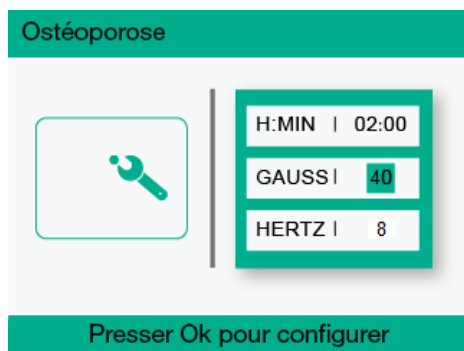 Ostéoporose
H:MIN | 02:00
GAUSS | 40
HERTZ | 8
Presser Ok pour configurer